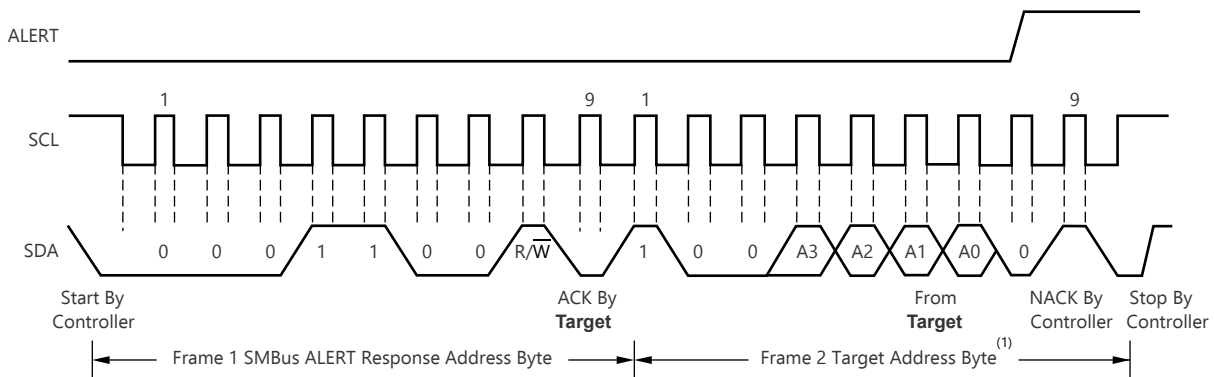 ALERT
1 9 1 9
SCL
SDA 0 0 0 1 1 0 0 R/W̅ 1 0 0 A3 A2 A1 A0 0
Start By
Controller
ACK By
Target
From
Target
NACK By
Controller
Stop By
Controller
Frame 1 SMBus ALERT Response Address Byte
Frame 2 Target Address Byte(1)